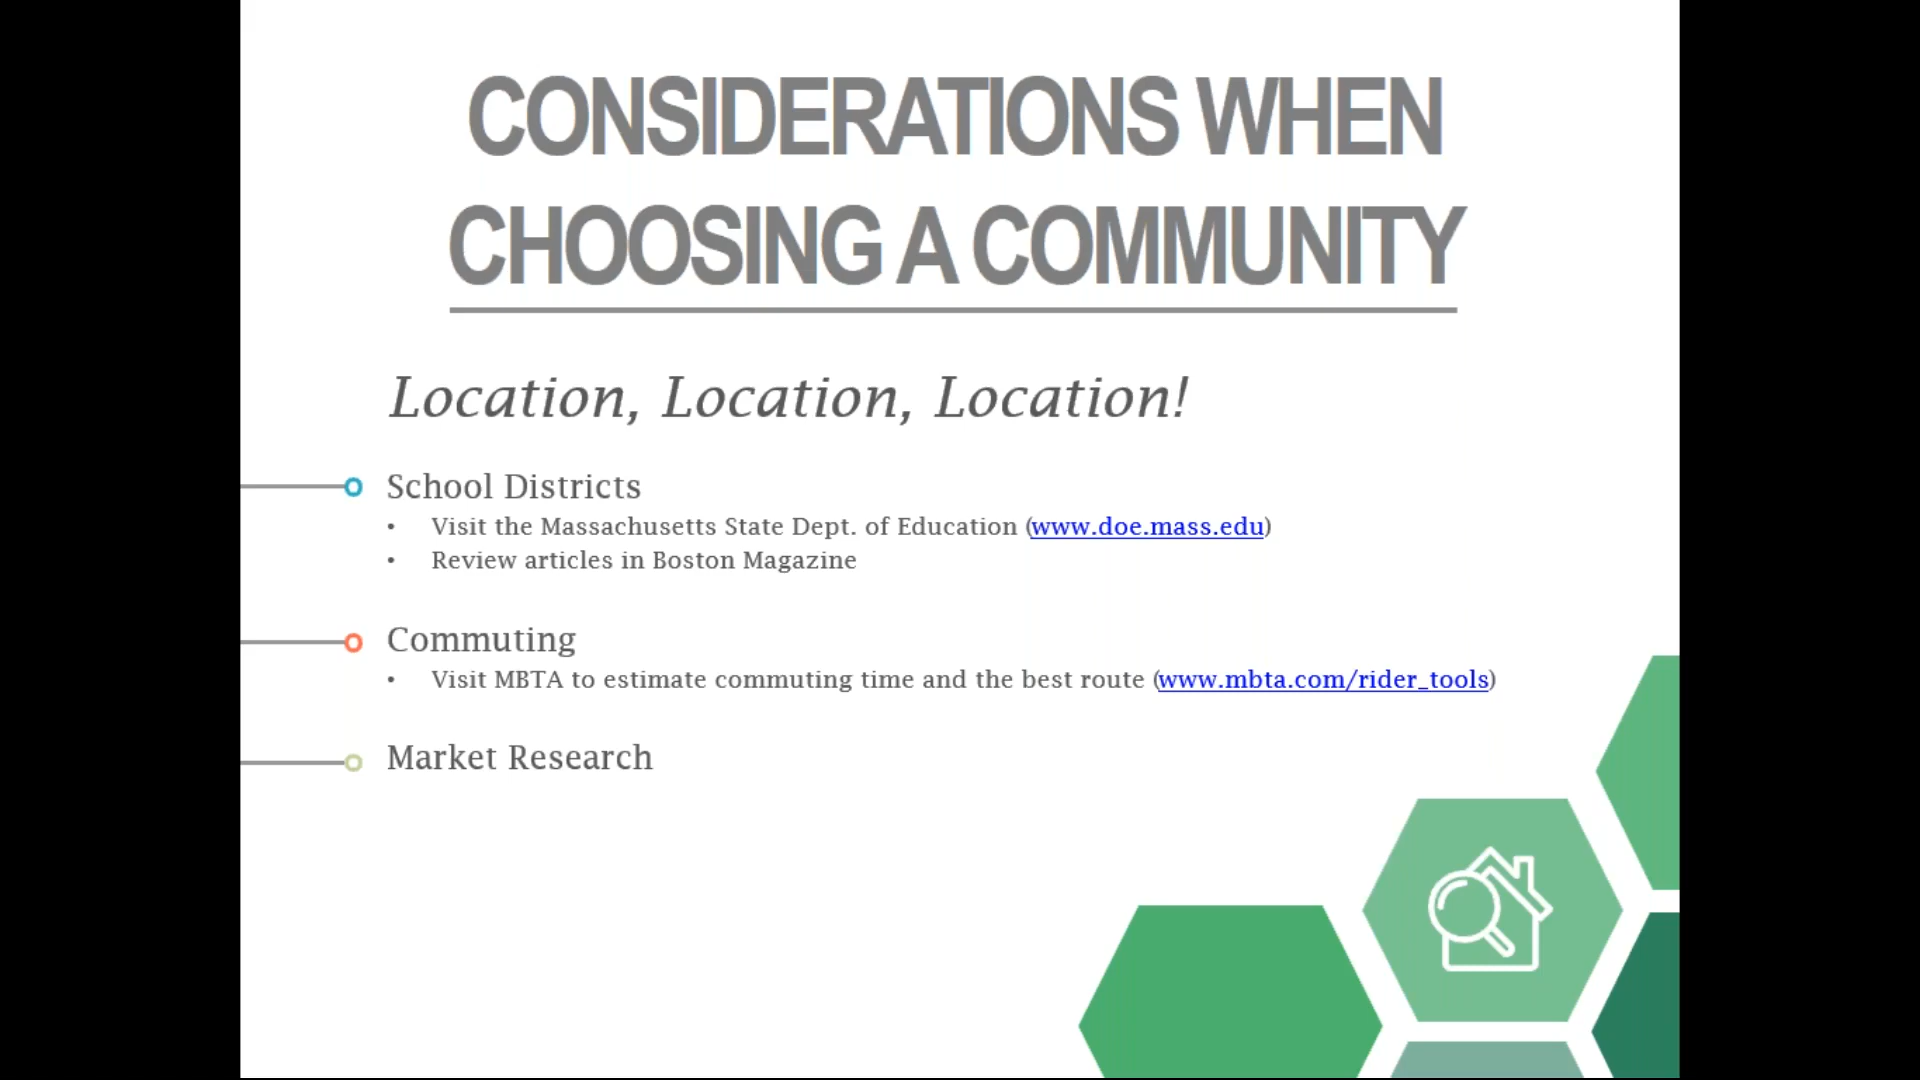 CONSIDERATIONS WHEN
CHOOSING A COMMUNITY
Location, Location, Location!
School Districts
• Visit the Massachusetts State Dept. of Education (www.doe.mass.edu)
• Review articles in Boston Magazine
Commuting
• Visit MBTA to estimate commuting time and the best route (www.mbta.com/rider_tools)
Market Research